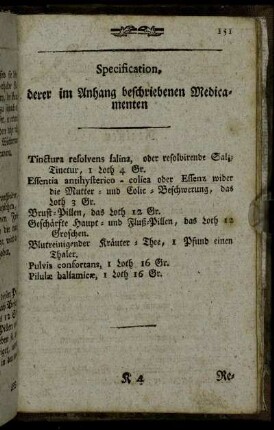 151
Specification,
derer im Anhang beschriebenen Medica-
menten
Tinctura resolvens salina, oder resolvirende Salz-
Tinctur, 1 Loth 4 Gr.
Essentia antihysterico-colica oder Essenz wider
die Mutter- und Colic-Beschwerung, das
Loth 3 Gr.
Brust-Pillen, das Loth 12 Gr.
Geschärfte Haupt- und Fluß-Pillen, das Loth 12
Groschen.
Blutreinigender Kräuter-Thee, 1 Pfund einen
Thaler.
Pulvis confortans, 1 Loth 16 Gr.
Pilulæ balsamicæ, 1 Loth 16 Gr.
K 4
Re-